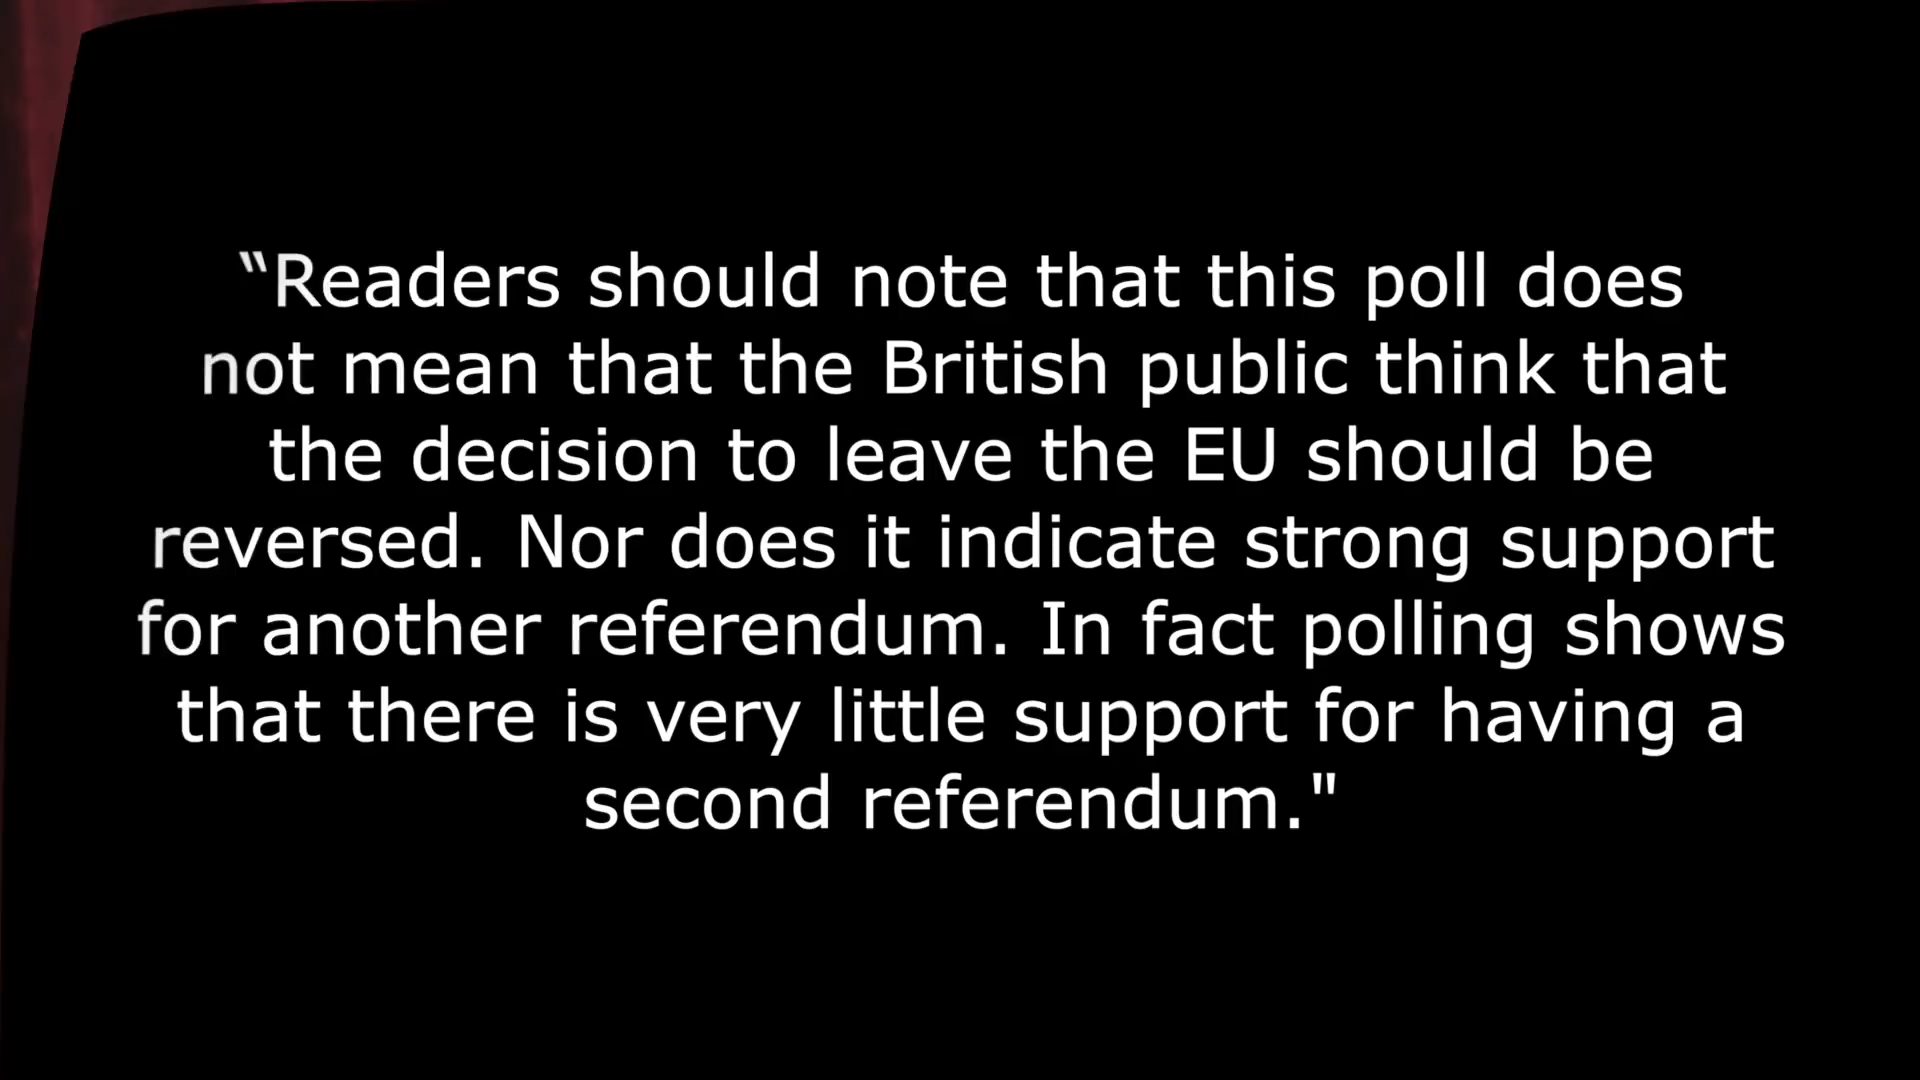 “Readers should note that this poll does
not mean that the British public think that
the decision to leave the EU should be
reversed. Nor does it indicate strong support
for another referendum. In fact polling shows
that there is very little support for having a
second referendum."